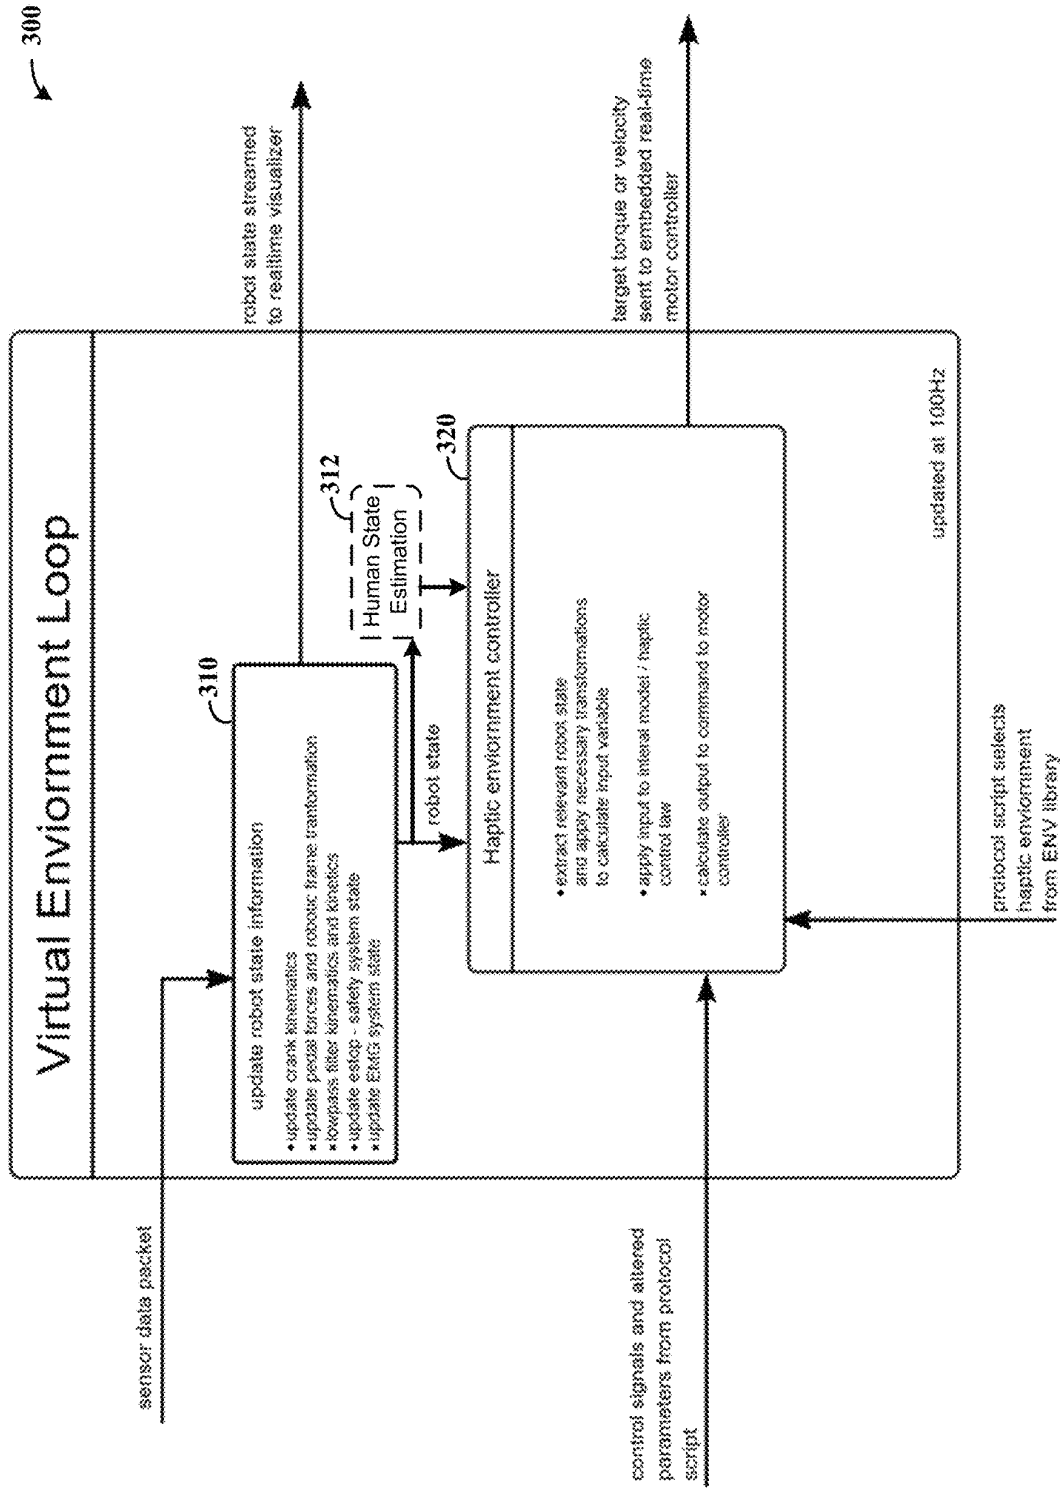 300
Virtual Enviornment Loop
sensor data packet
310
update robot state information
•update crank kinematics
•update pedal forces and robotic frame tranformation
•lowpass filter kinematics and kinetics
•update estop - safety system state
•update EMG system state
robot state streamed
to realtime visualizer
robot state
312
Human State
Estimation
320
Haptic enviorment controller
•extract relevant robot state
and apply necessary transformations
to calculate input variable
•apply input to interal model / haptic
control law
•calculate output to command to motor
controller
target torque or velocity
sent to embedded real-time
motor controller
control signals and altered
parameters from protocol
script
protocol script selects
haptic enviorment
from ENV library
updated at 100Hz